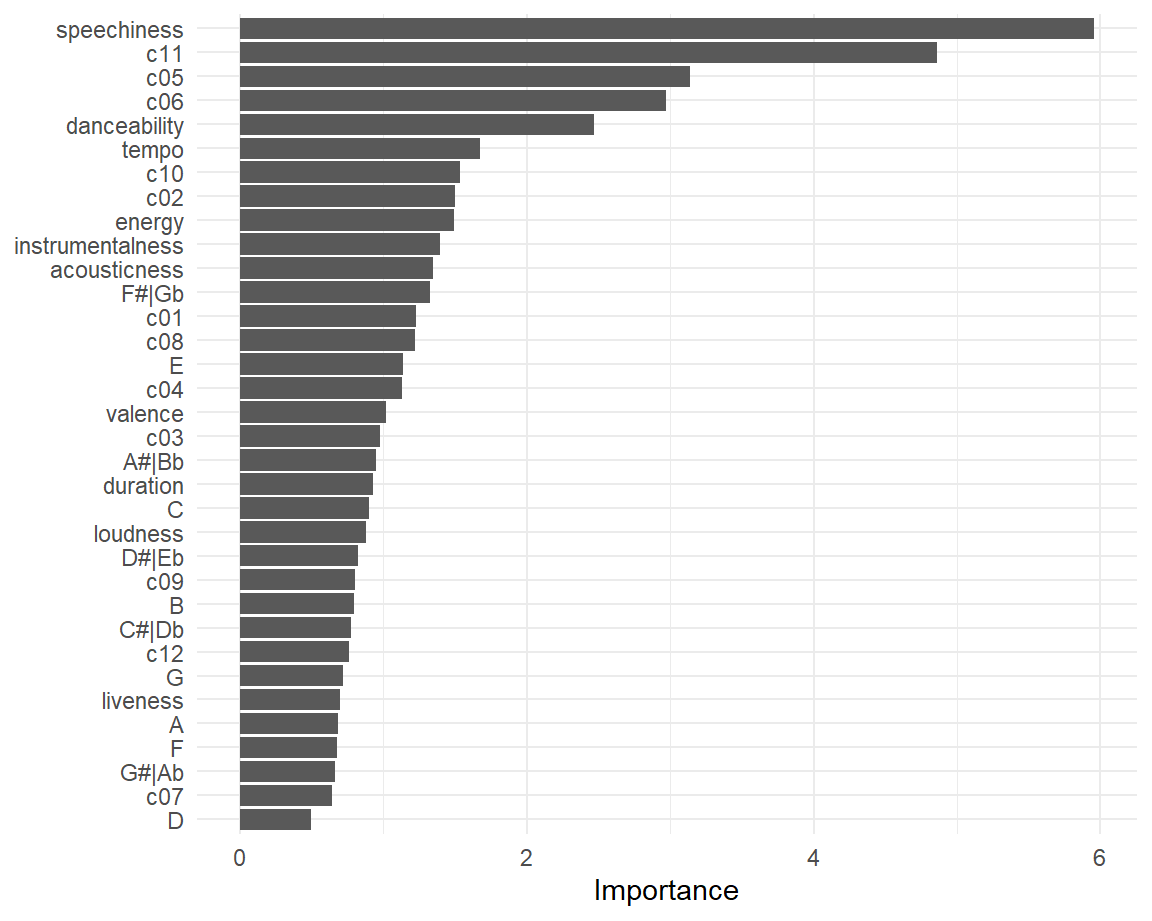 speechiness
c11
c05
c06
danceability
tempo
c10
c02
energy
instrumentalness
acousticness
F#|Gb
c01
c08
E
c04
valence
c03
A#|Bb
duration
C
loudness
D#|Eb
c09
B
C#|Db
c12
G
liveness
A
F
G#|Ab
c07
D
0 2 4 6
Importance